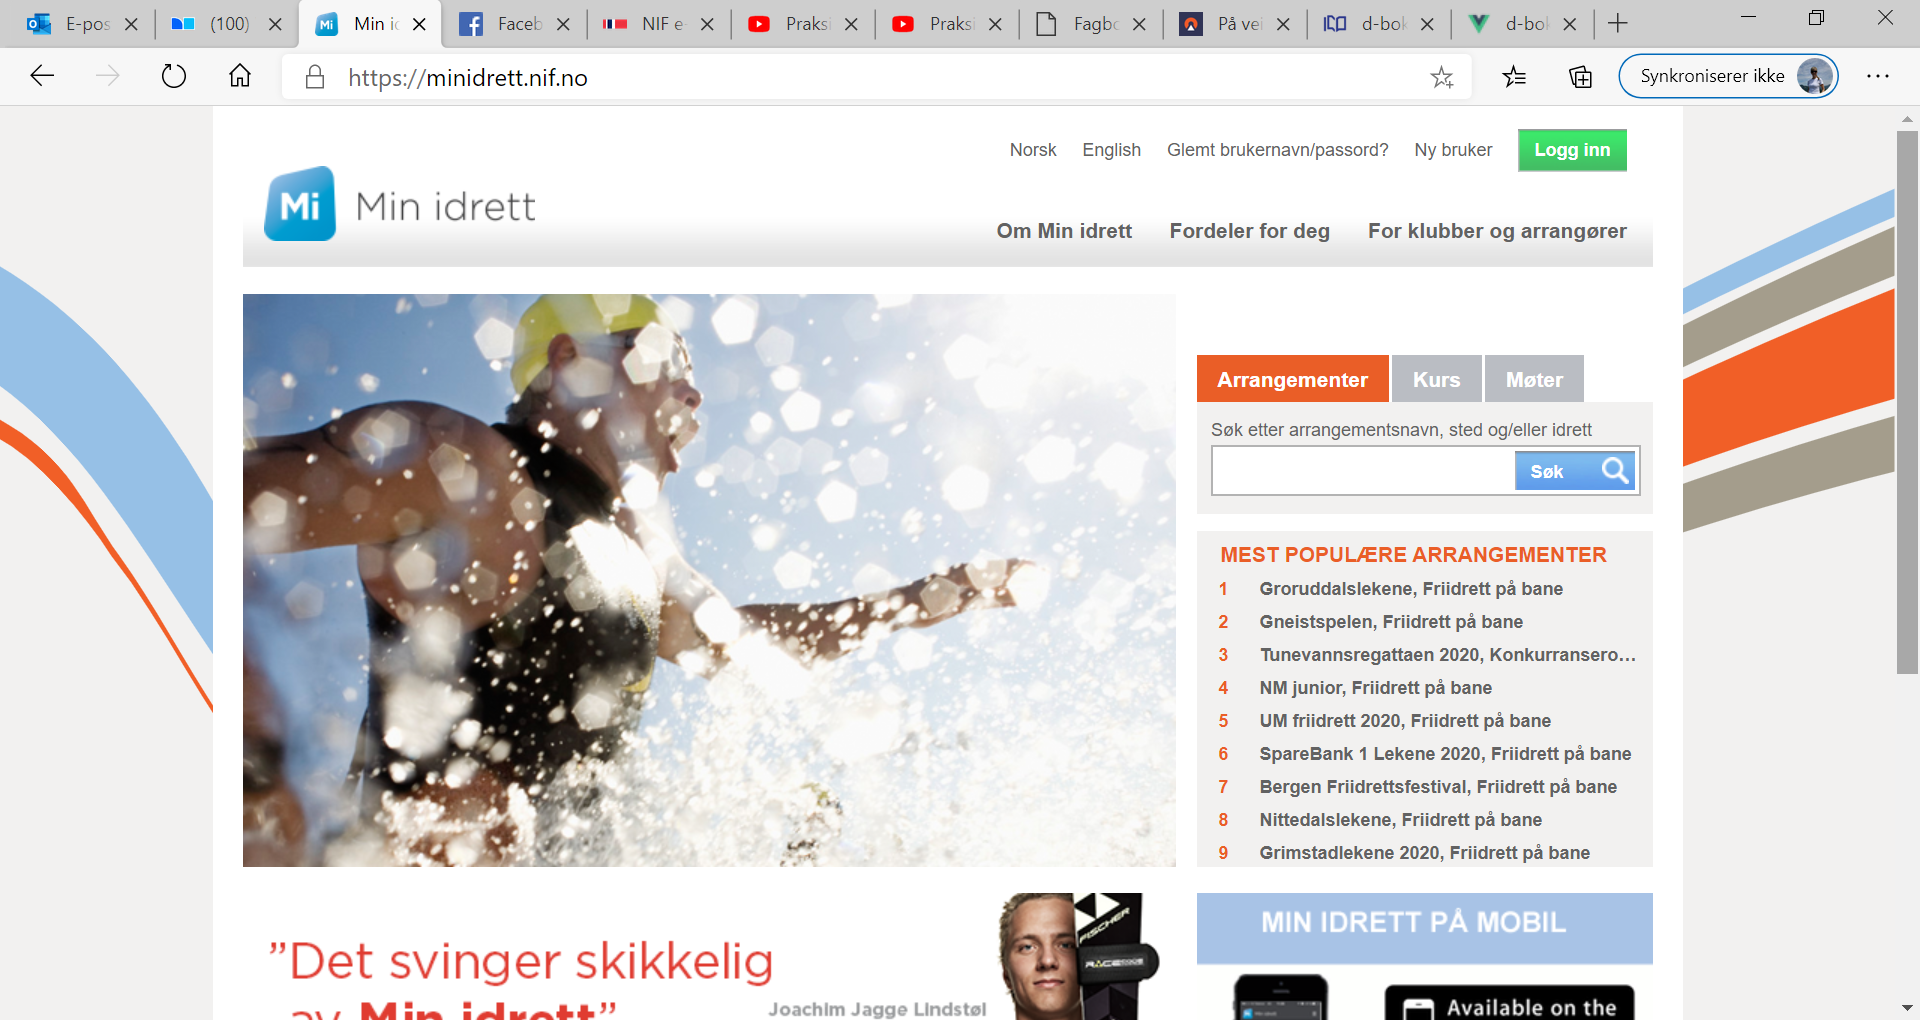 E-pos
(100)
Min id
Faceb
NIF e-
Praksi
Praksi
Fagbo
På vei
d-bok
d-bok
https://minidrett.nif.no
Synkroniserer ikke
Norsk English Glemt brukernavn/passord? Ny bruker Logg inn
Mi Min idrett
Om Min idrett Fordeler for deg For klubber og arrangører
Arrangementer Kurs Møter
Søk etter arrangementsnavn, sted og/eller idrett
Søk
MEST POPULÆRE ARRANGEMENTER
1 Groruddalslekene, Friidrett på bane
2 Gneistspelen, Friidrett på bane
3 Tunevannsregattaen 2020, Konkurransero...
4 NM junior, Friidrett på bane
5 UM friidrett 2020, Friidrett på bane
6 SpareBank 1 Lekene 2020, Friidrett på bane
7 Bergen Friidrettsfestival, Friidrett på bane
8 Nittedalslekene, Friidrett på bane
9 Grimstadlekene 2020, Friidrett på bane
"Det svinger skikkelig
av Min idrett"
Joachim Jagge Lindstøl
FISCHER
RACECODE
MIN IDRETT PÅ MOBIL
Available on the